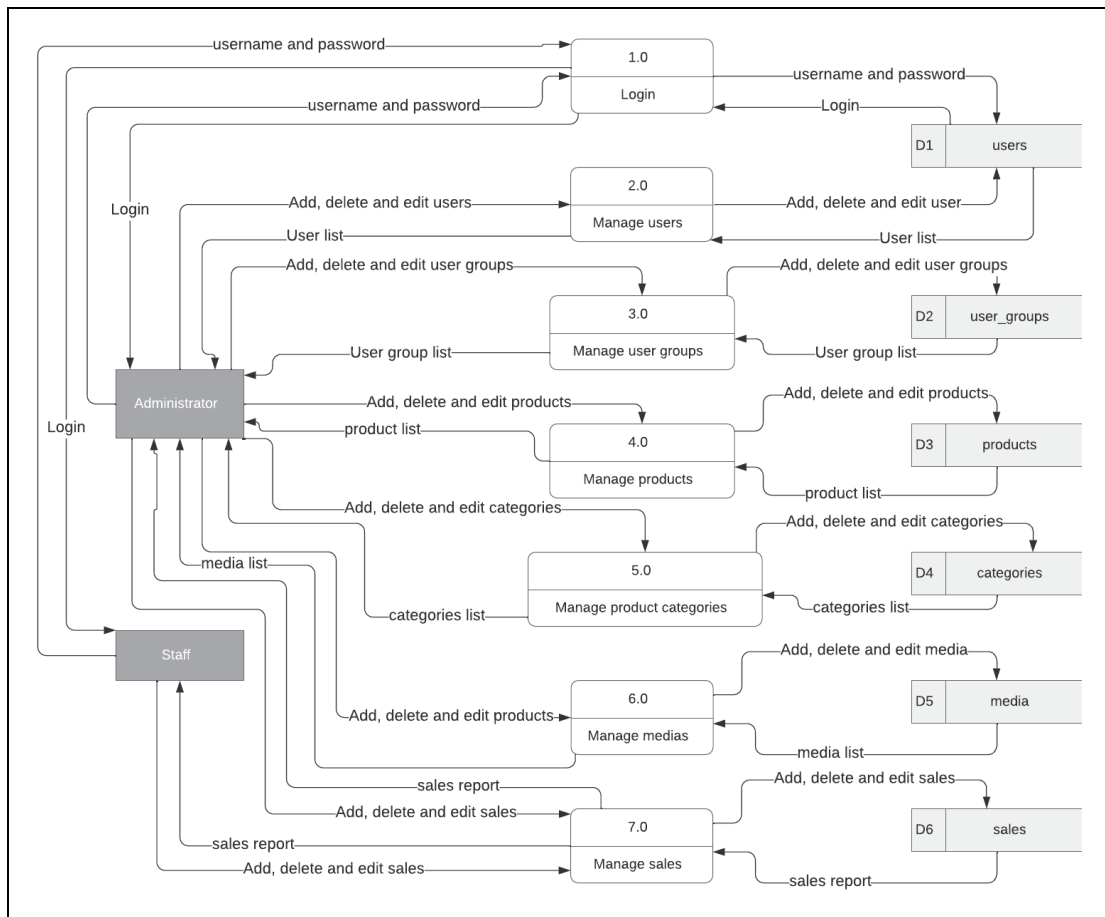 username and password
1.0
Login
username and password
username and password
Login
D1
users
Login
2.0
Manage users
Add, delete and edit users
Add, delete and edit user
User list
User list
Add, delete and edit user groups
Add, delete and edit user groups
3.0
Manage user groups
D2
user_groups
User group list
User group list
Administrator
Add, delete and edit products
Add, delete and edit products
Login
product list
4.0
Manage products
D3
products
product list
Add, delete and edit categories
Add, delete and edit categories
media list
5.0
Manage product categories
D4
categories
categories list
categories list
Staff
Add, delete and edit media
6.0
Manage medias
D5
media
Add, delete and edit products
media list
sales report
Add, delete and edit sales
Add, delete and edit sales
7.0
Manage sales
D6
sales
sales report
Add, delete and edit sales
sales report